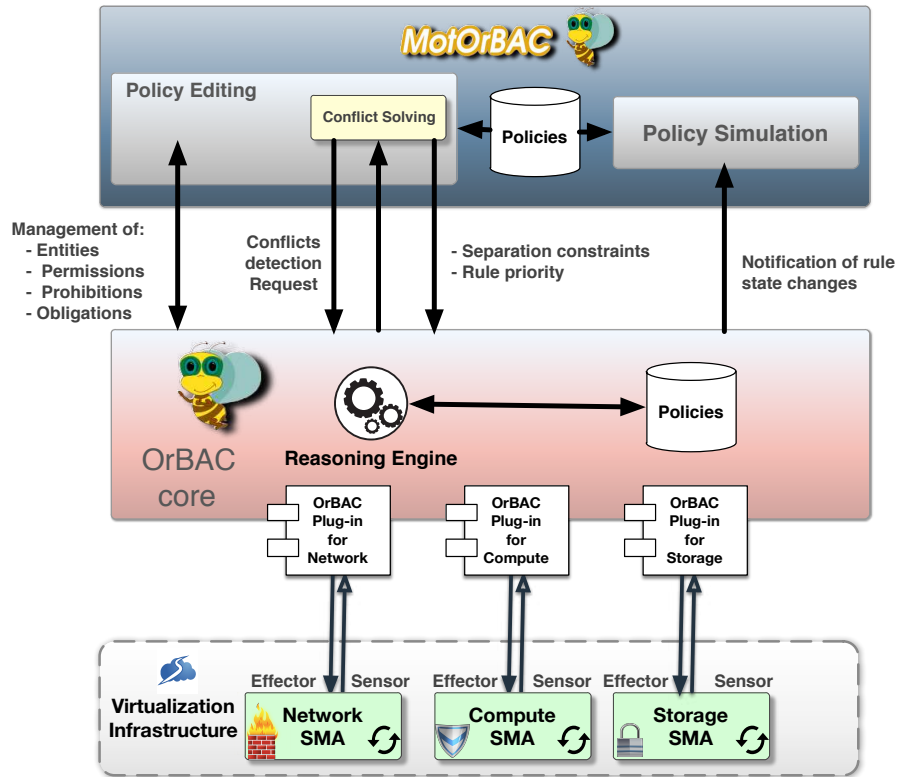 MotOrBAC
Policy Editing
Conflict Solving
Policies
Policy Simulation
Management of:
- Entities
- Permissions
- Prohibitions
- Obligations
Conflicts
detection
Request
- Separation constraints
- Rule priority
Notification of rule
state changes
OrBAC
core
Reasoning Engine
Policies
OrBAC
Plug-in
for
Network
OrBAC
Plug-in
for
Compute
OrBAC
Plug-in
for
Storage
Virtualization
Infrastructure
Effector
Sensor
Network
SMA
Effector
Sensor
Compute
SMA
Effector
Sensor
Storage
SMA